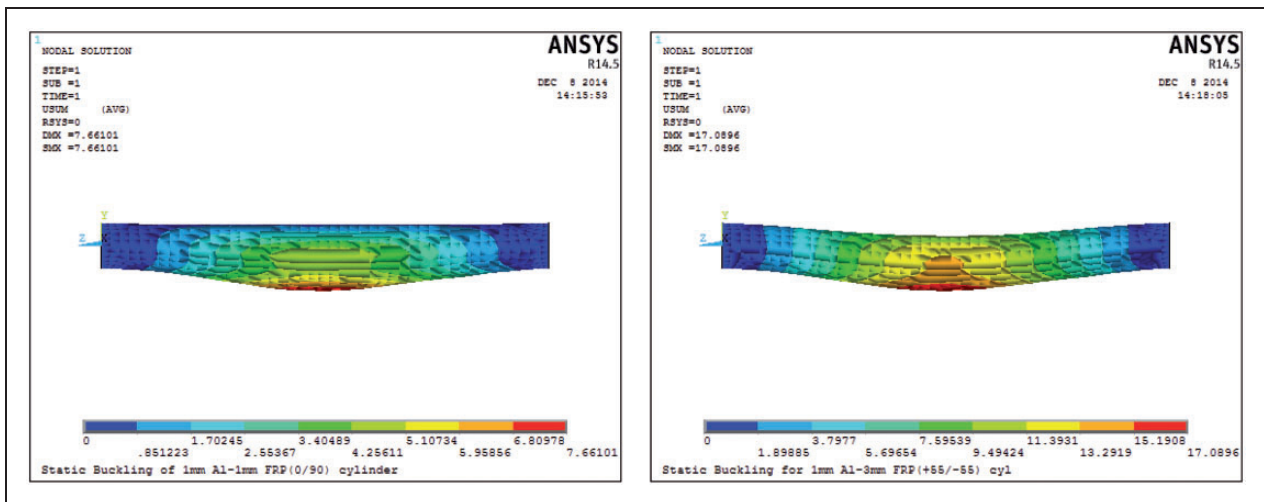 1
NODAL SOLUTION
STEP=1
SUB =1
TIME=1
USUM (AVG)
RSYS=0
DMX =7.66101
SMX =7.66101
ANSYS
R14.5
DEC 8 2014
14:15:53
Y
Z
0 1.70245 3.40489 5.10734 6.80978
.851223 2.55367 4.25611 5.95856 7.66101
Static Buckling of 1mm Al-1mm FRP(0/90) cylinder
1
NODAL SOLUTION
STEP=1
SUB =1
TIME=1
USUM (AVG)
RSYS=0
DMX =17.0896
SMX =17.0896
ANSYS
R14.5
DEC 8 2014
14:18:05
Y
Z
0 3.7977 7.59539 11.3931 15.1908
1.89885 5.69654 9.49424 13.2919 17.0896
Static Buckling for 1mm Al-3mm FRP(+55/-55) cyl